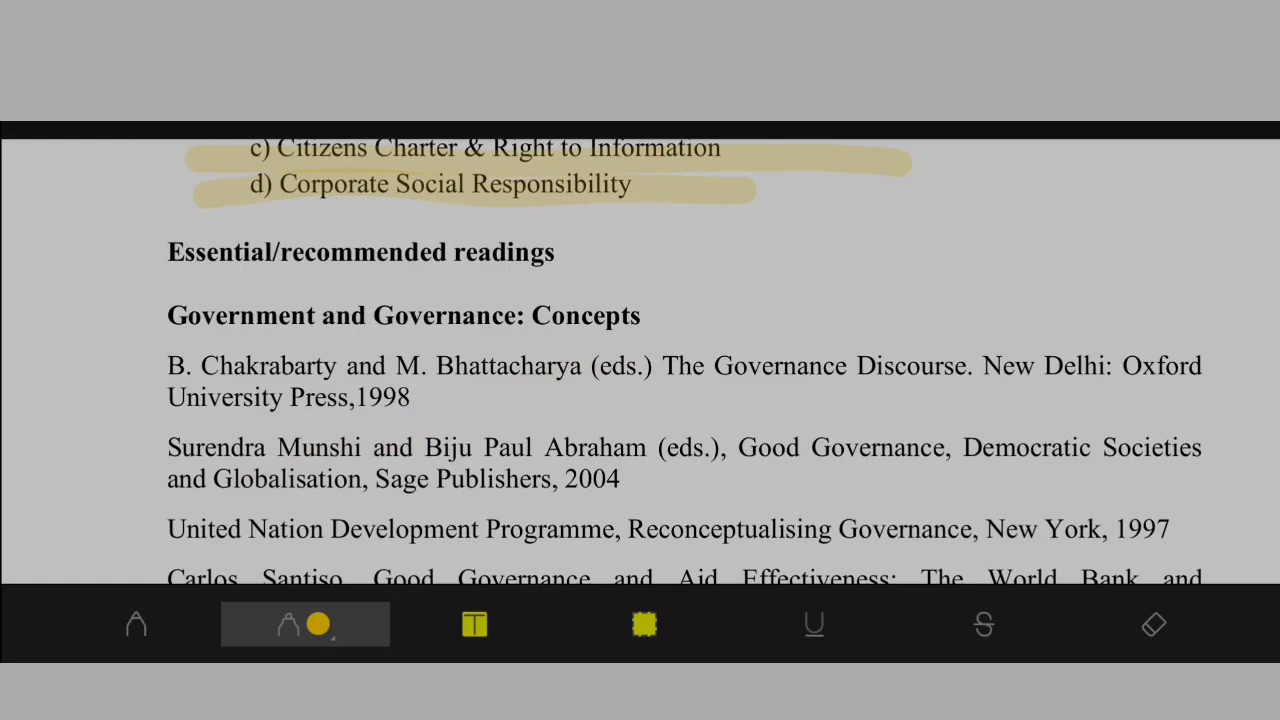 c) Citizens Charter & Right to Information
d) Corporate Social Responsibility
Essential/recommended readings
Government and Governance: Concepts
B. Chakrabarty and M. Bhattacharya (eds.) The Governance Discourse. New Delhi: Oxford
University Press,1998
Surendra Munshi and Biju Paul Abraham (eds.), Good Governance, Democratic Societies
and Globalisation, Sage Publishers, 2004
United Nation Development Programme, Reconceptualising Governance, New York, 1997
Carlos Santiso, Good Governance and Aid Effectiveness: The World Bank and